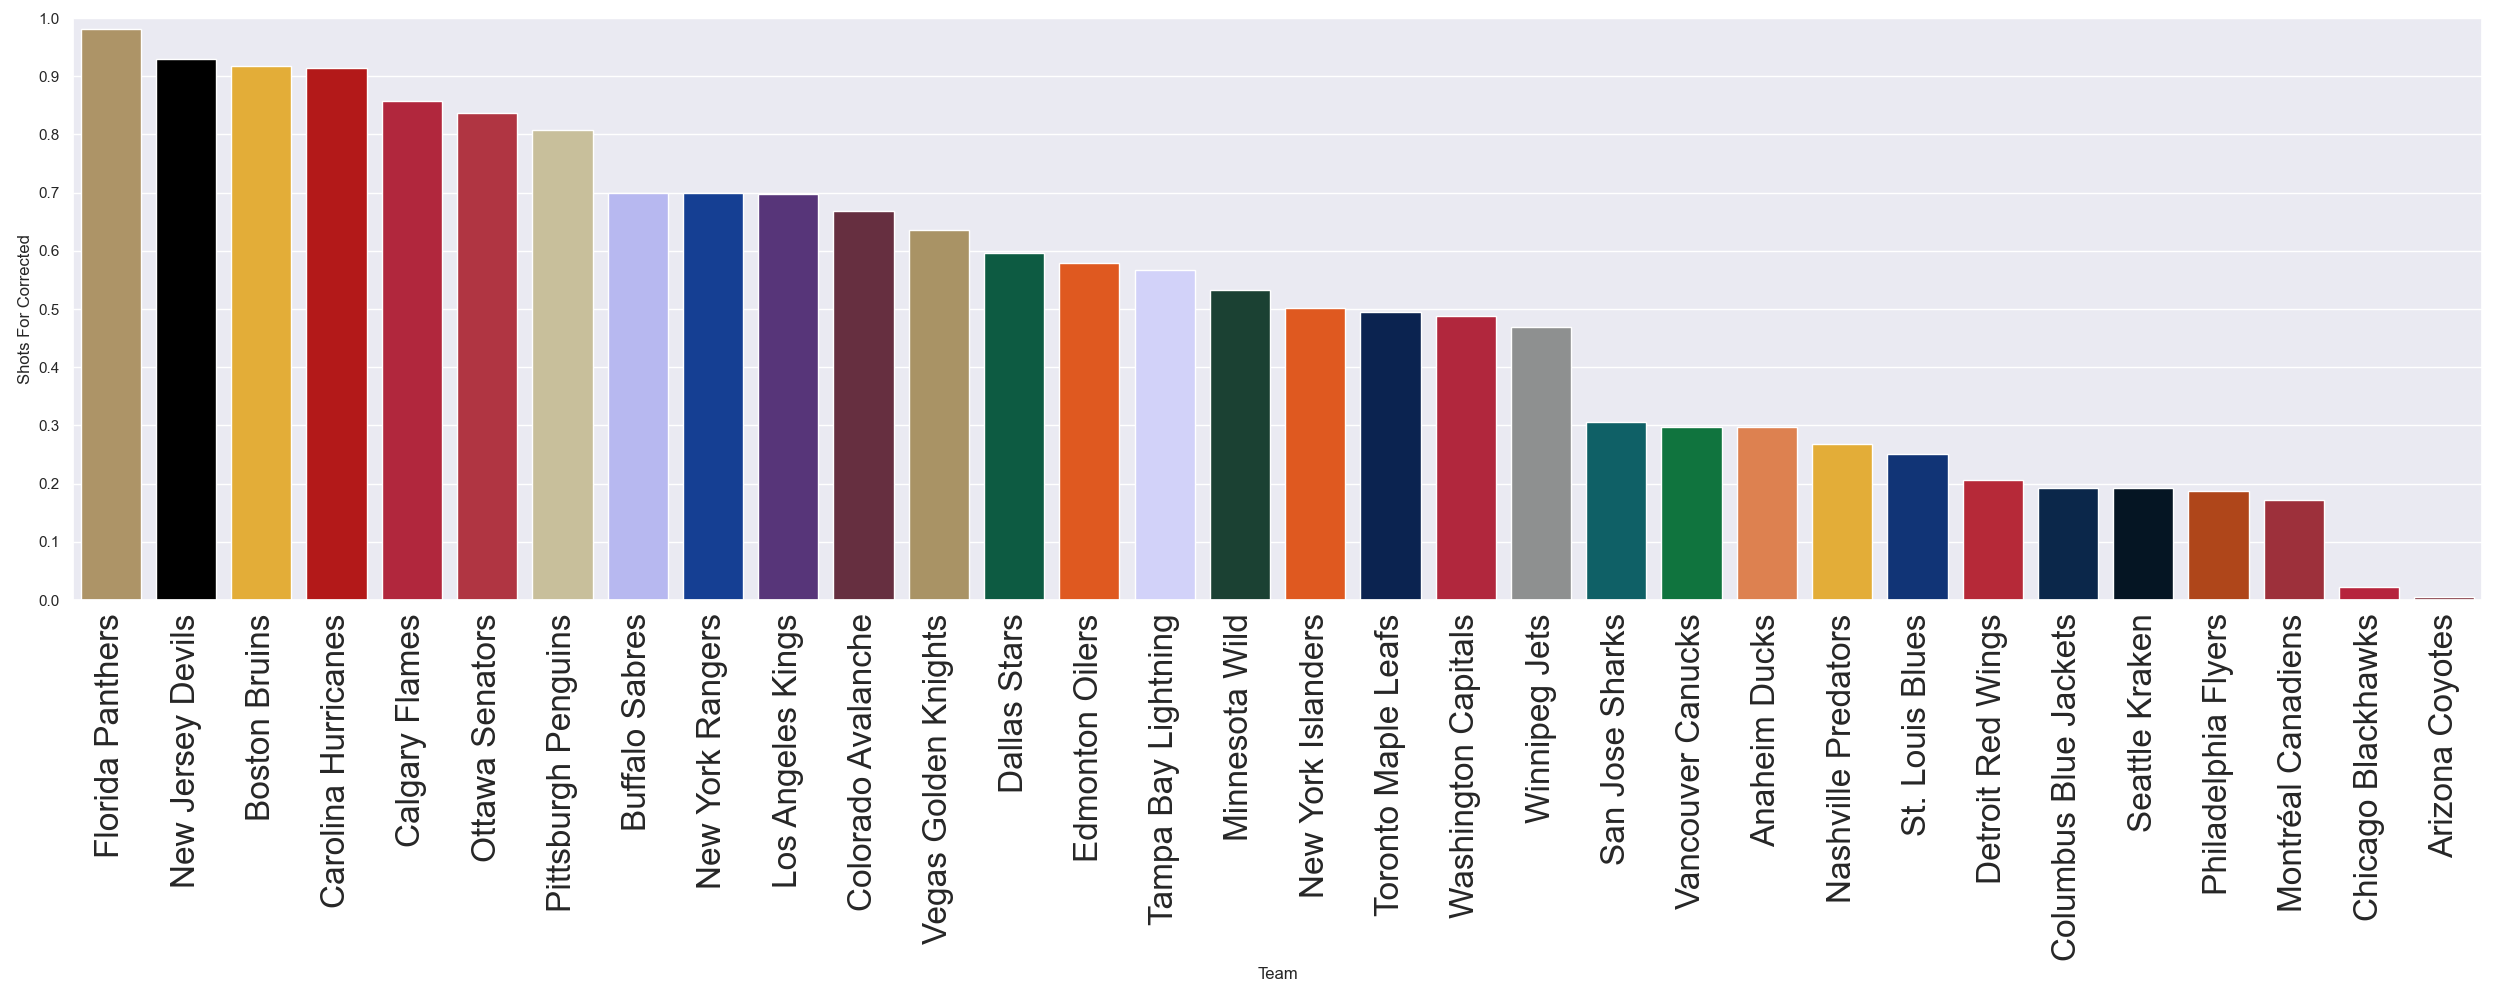 1.0
0.9
0.8
0.7
0.6
0.5
0.4
0.3
0.2
0.1
0.0
Shots For Corrected
Florida Panthers
New Jersey Devils
Boston Bruins
Carolina Hurricanes
Calgary Flames
Ottawa Senators
Pittsburgh Penguins
Buffalo Sabres
New York Rangers
Los Angeles Kings
Colorado Avalanche
Vegas Golden Knights
Dallas Stars
Edmonton Oilers
Tampa Bay Lightning
Minnesota Wild
New York Islanders
Toronto Maple Leafs
Washington Capitals
Winnipeg Jets
San Jose Sharks
Vancouver Canucks
Anaheim Ducks
Nashville Predators
St. Louis Blues
Detroit Red Wings
Columbus Blue Jackets
Seattle Kraken
Philadelphia Flyers
Montréal Canadiens
Chicago Blackhawks
Arizona Coyotes
Team